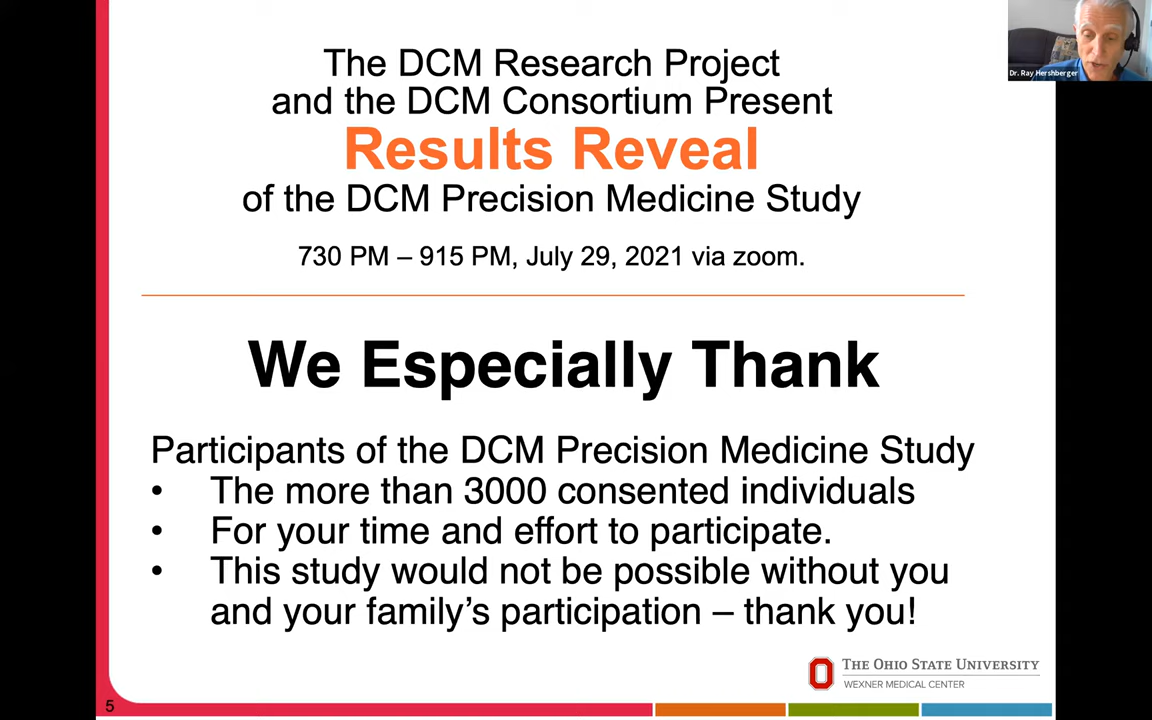 The DCM Research Project
and the DCM Consortium Present
Results Reveal
of the DCM Precision Medicine Study
730 PM – 915 PM, July 29, 2021 via zoom.
We Especially Thank
Participants of the DCM Precision Medicine Study
• The more than 3000 consented individuals
• For your time and effort to participate.
• This study would not be possible without you
and your family’s participation – thank you!
THE OHIO STATE UNIVERSITY
WEXNER MEDICAL CENTER
5
Dr. Ray Hershberger